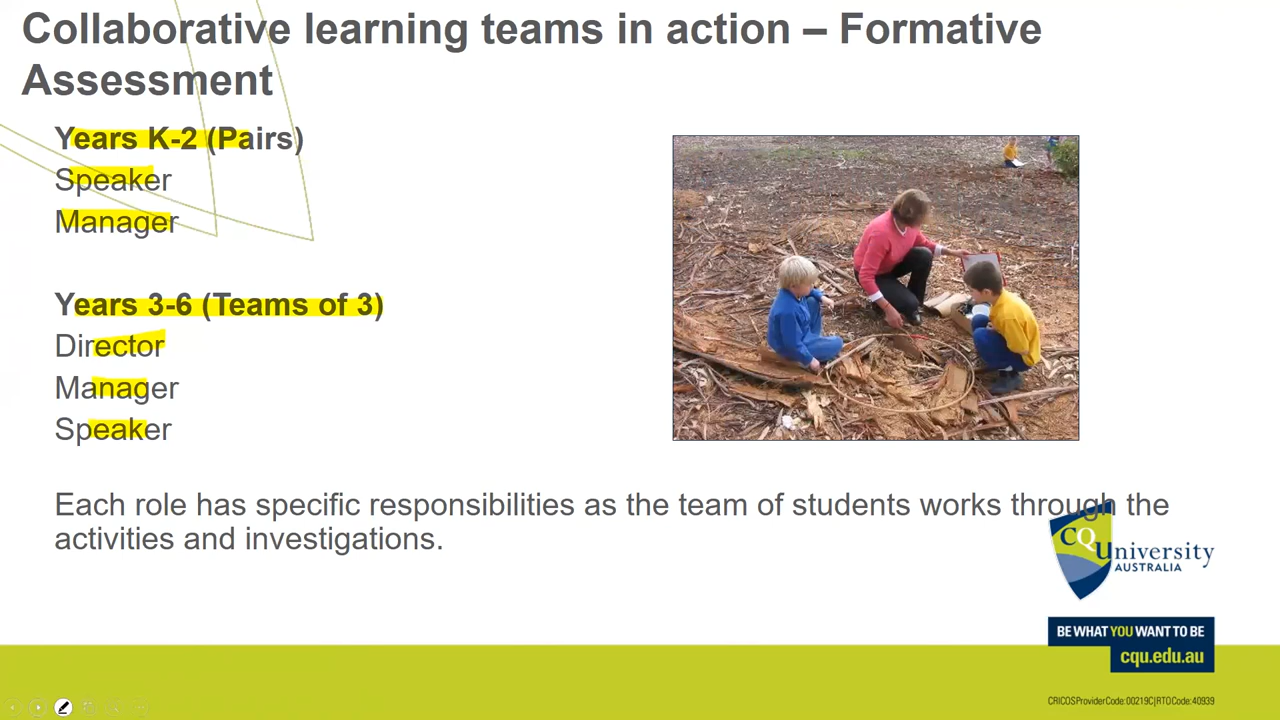 Collaborative learning teams in action – Formative
Assessment
Years K-2 (Pairs)
Speaker
Manager
Years 3-6 (Teams of 3)
Director
Manager
Speaker
Each role has specific responsibilities as the team of students works through the
activities and investigations.
CQUniversity
AUSTRALIA
BE WHAT YOU WANT TO BE
cqu.edu.au
CRICOS Provider Code: 00219C | RTO Code: 40939